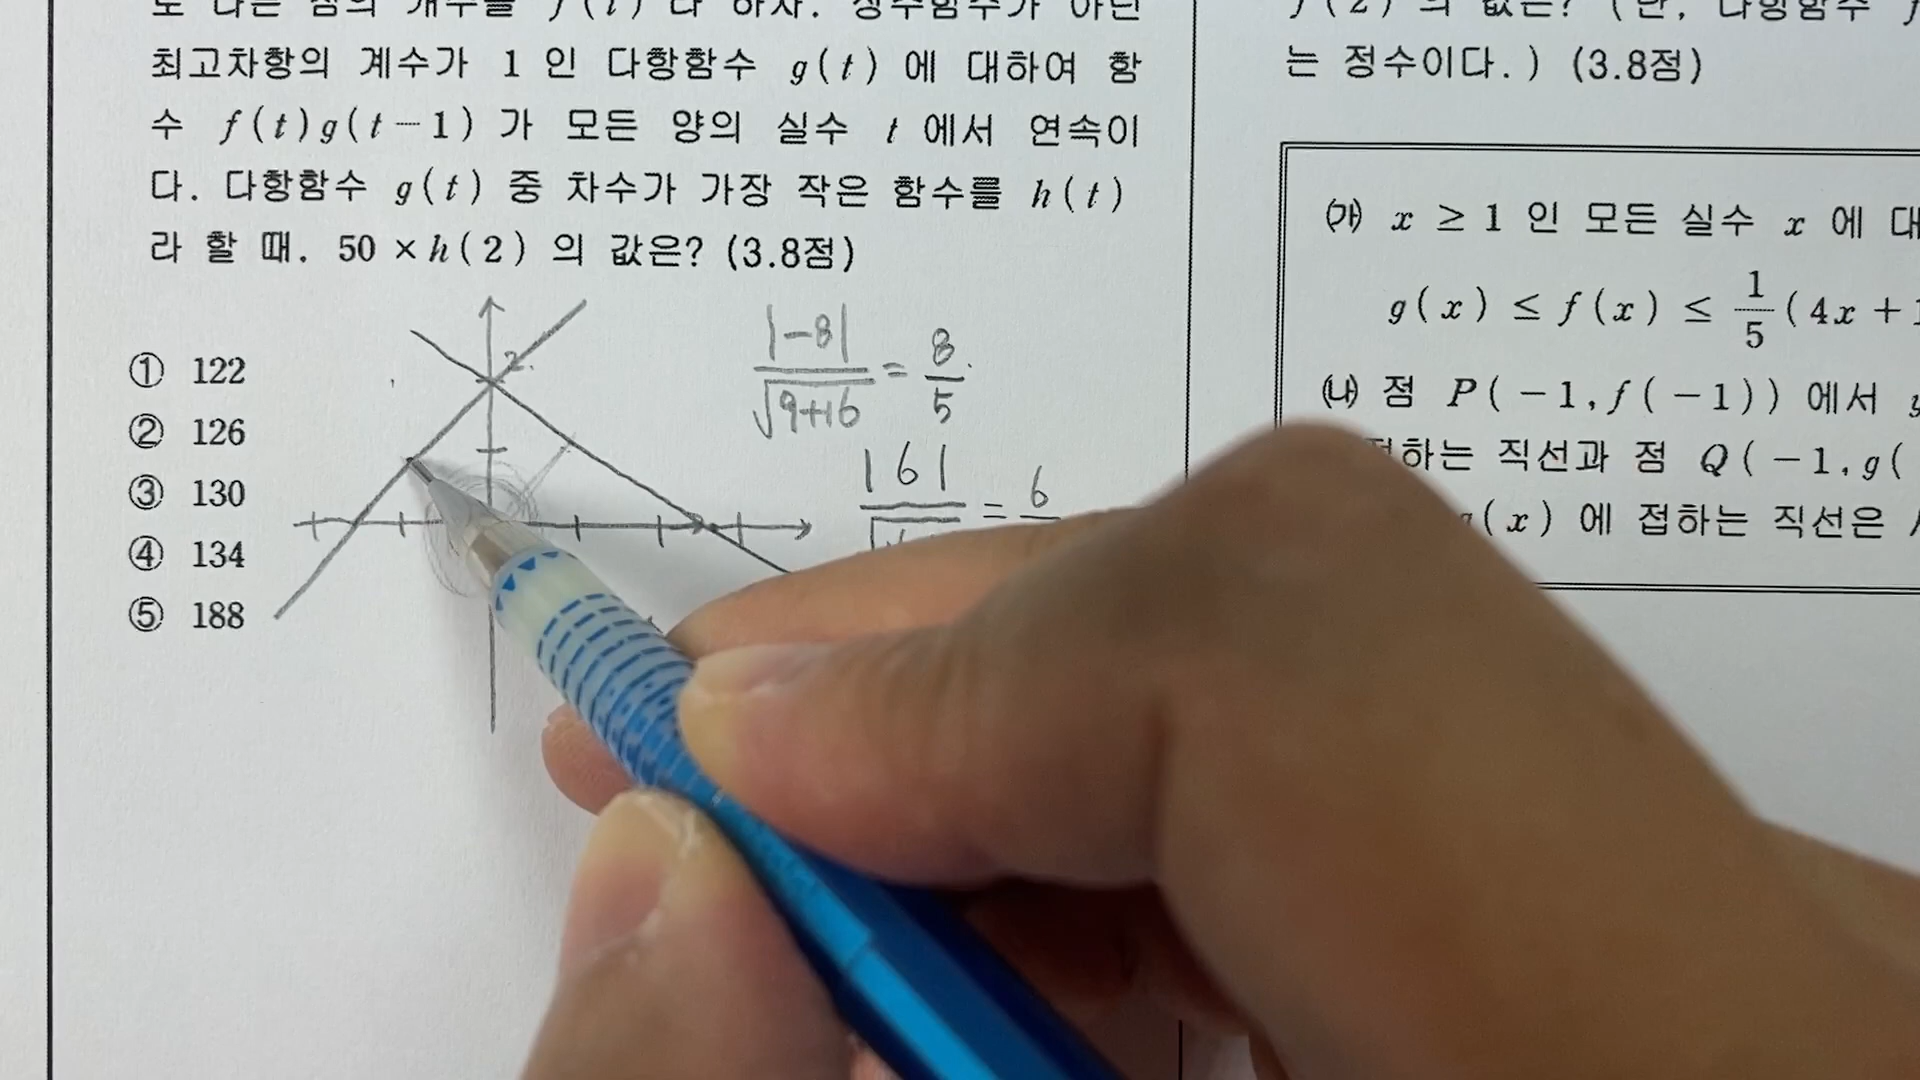 최고차항의 계수가 1 인 다항함수 g(t) 에 대하여 함
수 f(t)g(t-1) 가 모든 양의 실수 t 에서 연속이
다. 다항함수 g(t) 중 차수가 가장 작은 함수를 h(t)
라 할 때, 50×h(2) 의 값은? (3.8점)
① 122
② 126
③ 130
④ 134
⑤ 188
2
|-8| / √(9+16) = 8/5
|6|
= 6
는 정수이다.) (3.8점)
㈎ x ≥ 1 인 모든 실수 x 에 대
g(x) ≤ f(x) ≤ 1/5 (4x +
㈏ 점 P(-1, f(-1)) 에서
접하는 직선과 점 Q(-1, g(
(x) 에 접하는 직선은